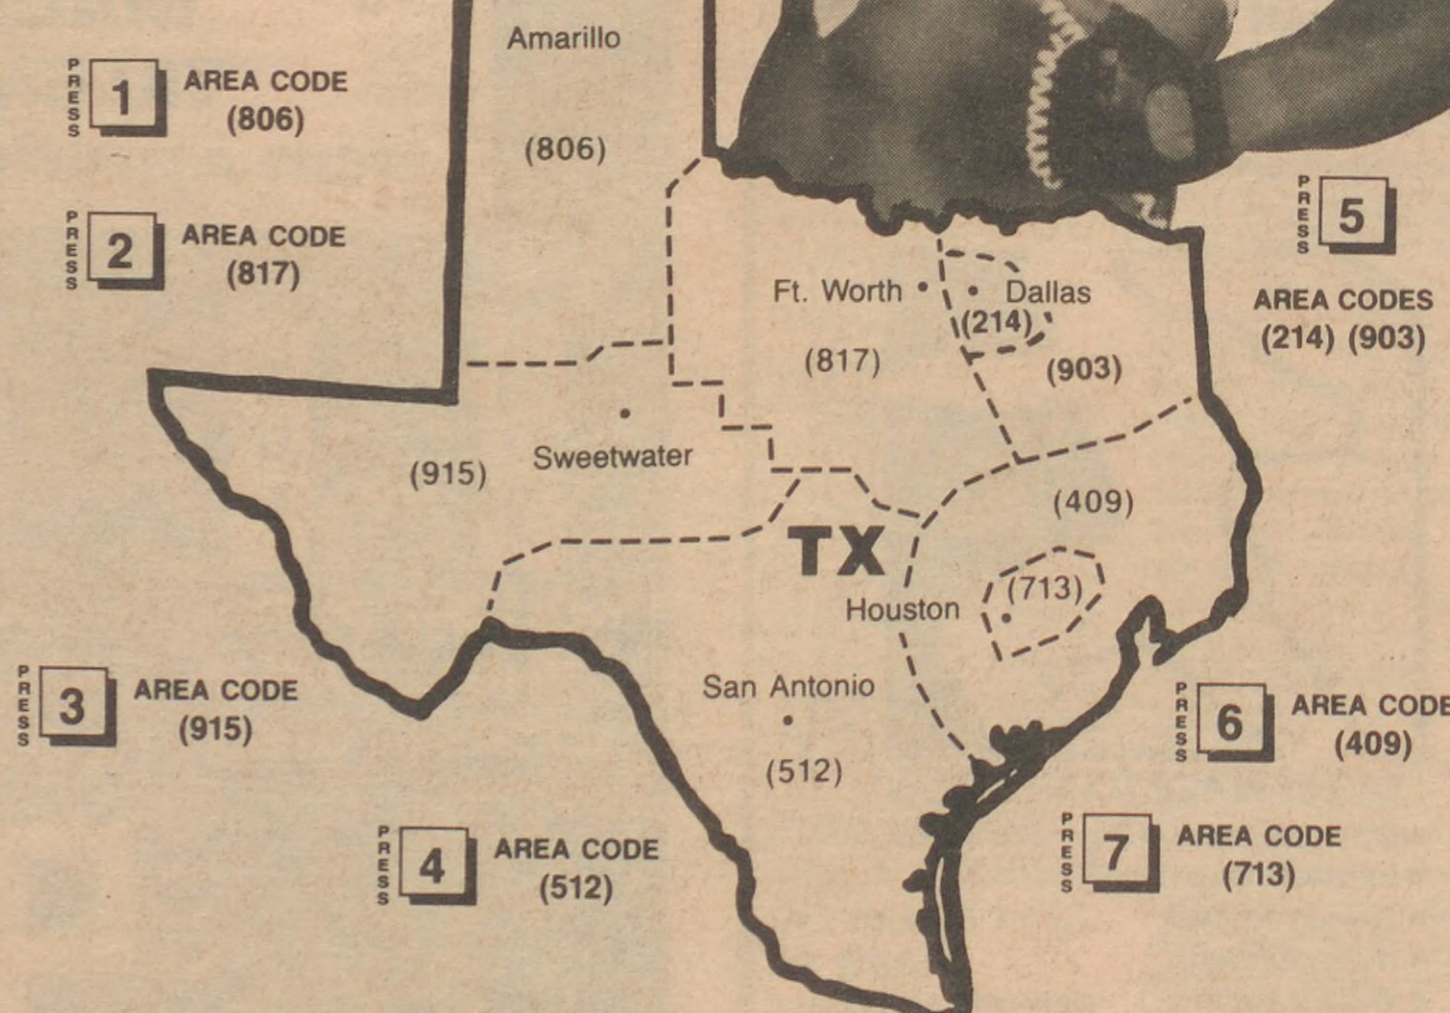 Amarillo
(806)
PRESS 1 AREA CODE
(806)
PRESS 2 AREA CODE
(817)
PRESS 5
AREA CODES
(214) (903)
Ft. Worth
Dallas
(214)
(817)
(903)
Sweetwater
(915)
(409)
TX
(713)
Houston
San Antonio
(512)
PRESS 3 AREA CODE
(915)
PRESS 6 AREA CODE
(409)
PRESS 4 AREA CODE
(512)
PRESS 7 AREA CODE
(713)